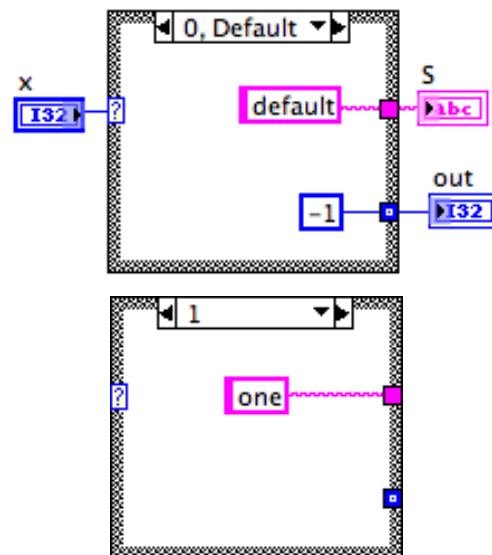 0, Default
x
I32
?
default
S
abc
out
-1
I32
1
?
one